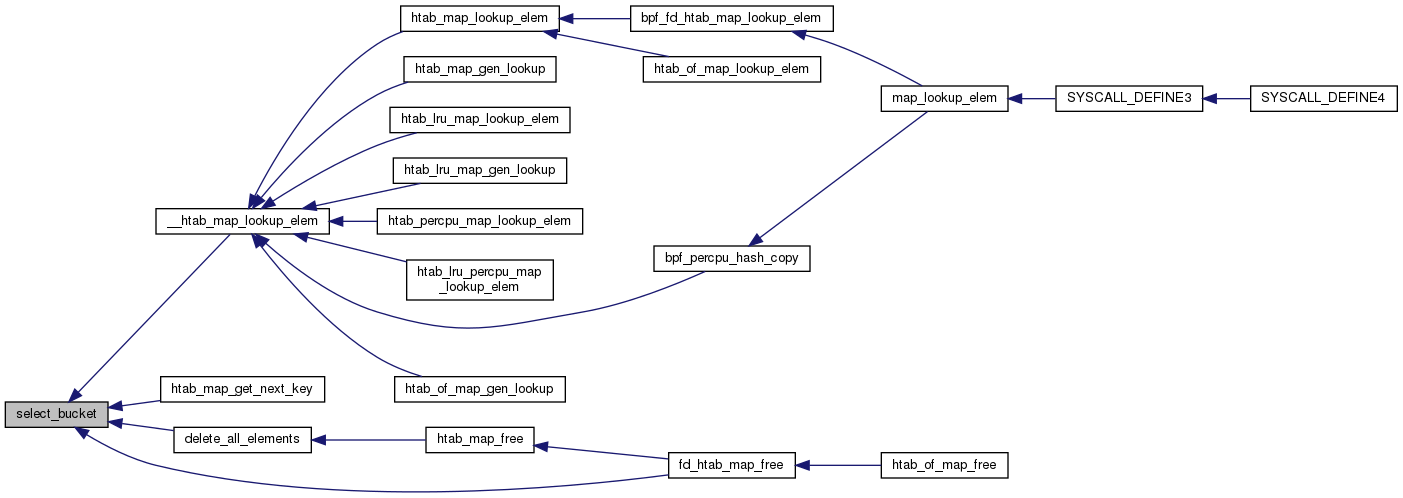 htab_map_lookup_elem
bpf_fd_htab_map_lookup_elem
htab_map_gen_lookup
htab_of_map_lookup_elem
map_lookup_elem
SYSCALL_DEFINE3
SYSCALL_DEFINE4
htab_lru_map_lookup_elem
htab_lru_map_gen_lookup
__htab_map_lookup_elem
htab_percpu_map_lookup_elem
bpf_percpu_hash_copy
htab_lru_percpu_map
_lookup_elem
htab_map_get_next_key
htab_of_map_gen_lookup
select_bucket
delete_all_elements
htab_map_free
fd_htab_map_free
htab_of_map_free